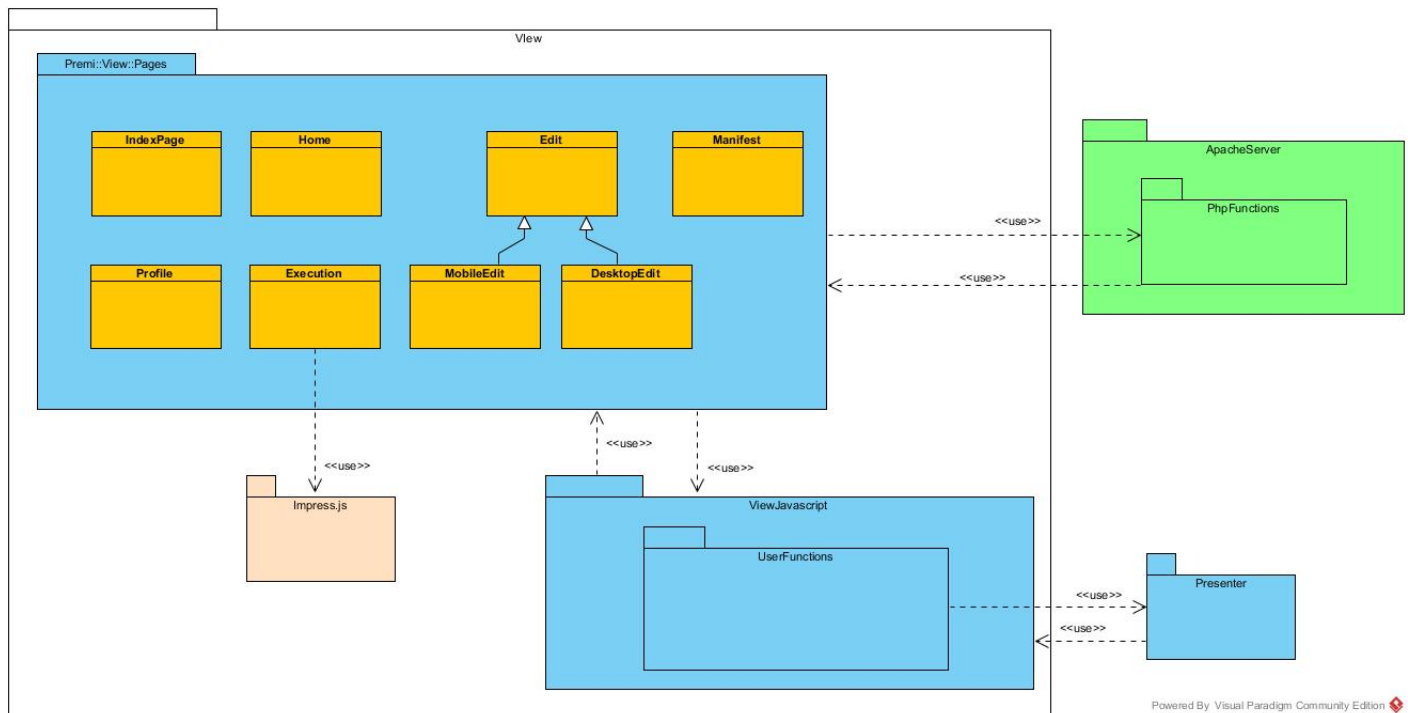 VIew
Premi::View::Pages
IndexPage
Home
Edit
Manifest
ApacheServer
PhpFunctions
<<use>>
<<use>>
Profile
Execution
MobileEdit
DesktopEdit
<<use>>
<<use>>
<<use>>
Impress.js
ViewJavascript
UserFunctions
Presenter
<<use>>
<<use>>
Powered By Visual Paradigm Community Edition